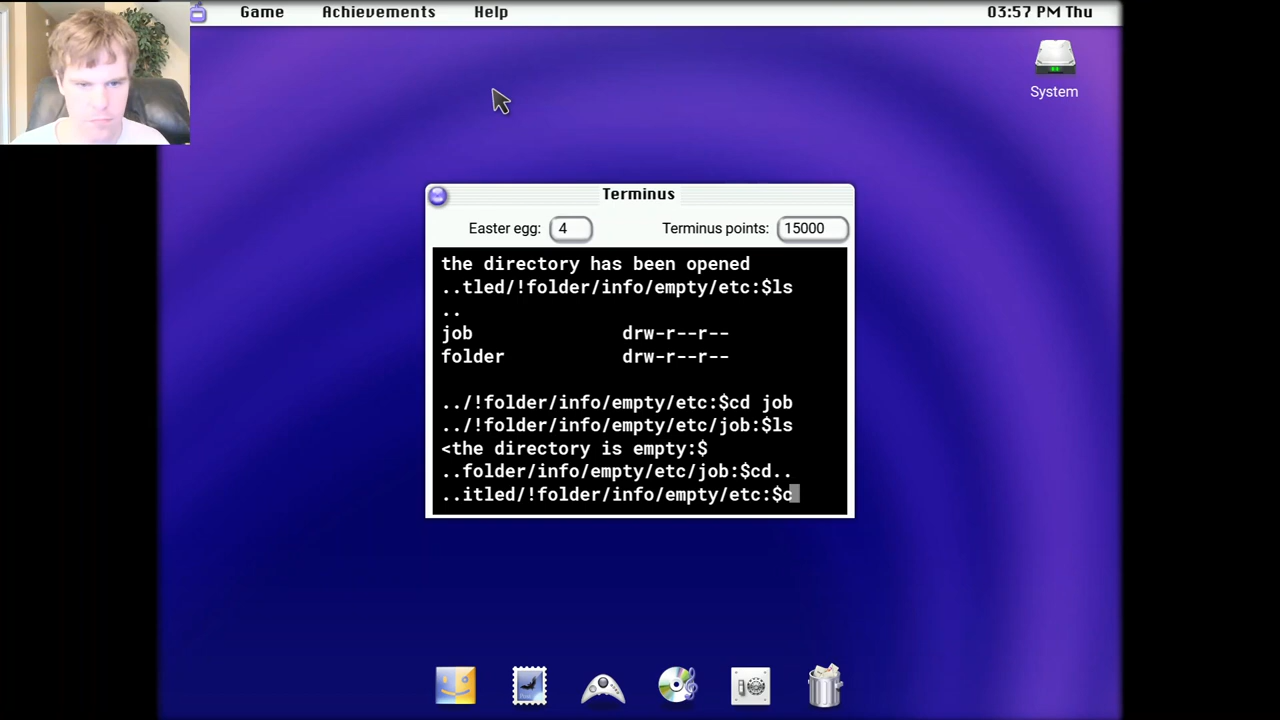 Game Achievements Help 03:57 PM Thu
System
Terminus
Easter egg: 4 Terminus points: 15000
the directory has been opened
..tled/!folder/info/empty/etc:$ls
..
job drw-r--r--
folder drw-r--r--
../!folder/info/empty/etc:$cd job
../!folder/info/empty/etc/job:$ls
<the directory is empty:$
..folder/info/empty/etc/job:$cd..
..itled/!folder/info/empty/etc:$c